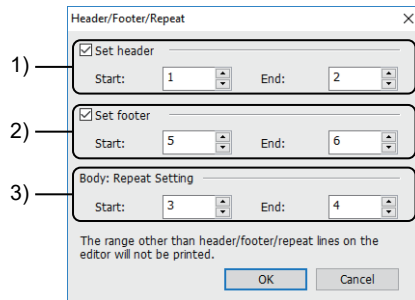 Header/Footer/Repeat
1)
Set header
Start: 1 End: 2
2)
Set footer
Start: 5 End: 6
3)
Body: Repeat Setting
Start: 3 End: 4
The range other than header/footer/repeat lines on the
editor will not be printed.
OK Cancel